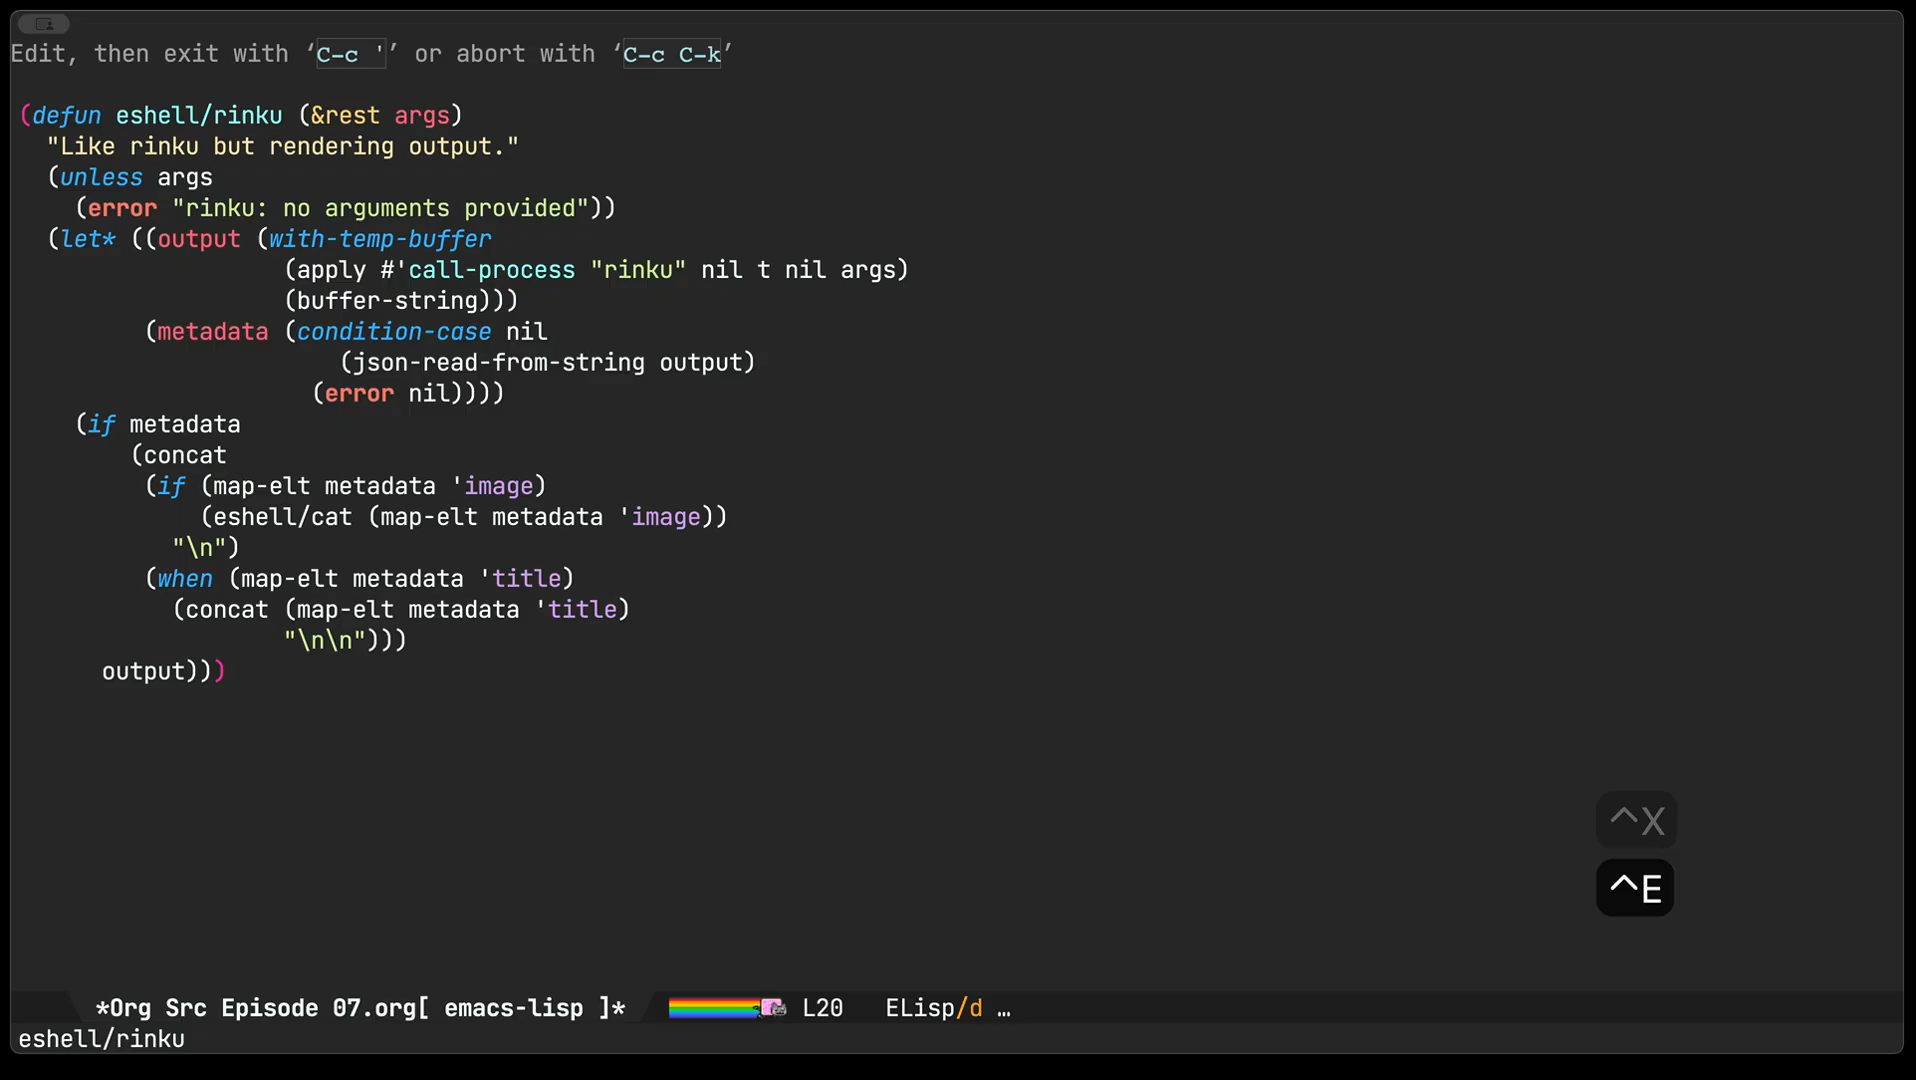 Edit, then exit with ‘C-c '’ or abort with ‘C-c C-k’
(defun eshell/rinku (&rest args)
  "Like rinku but rendering output."
  (unless args
    (error "rinku: no arguments provided"))
  (let* ((output (with-temp-buffer
                   (apply #'call-process "rinku" nil t nil args)
                   (buffer-string)))
         (metadata (condition-case nil
                       (json-read-from-string output)
                     (error nil))))
    (if metadata
        (concat
         (if (map-elt metadata 'image)
             (eshell/cat (map-elt metadata 'image))
           "\n")
         (when (map-elt metadata 'title)
           (concat (map-elt metadata 'title)
                   "\n\n")))
      output)))
^X
^E
*Org Src Episode 07.org[ emacs-lisp ]* L20 ELisp/d …
eshell/rinku